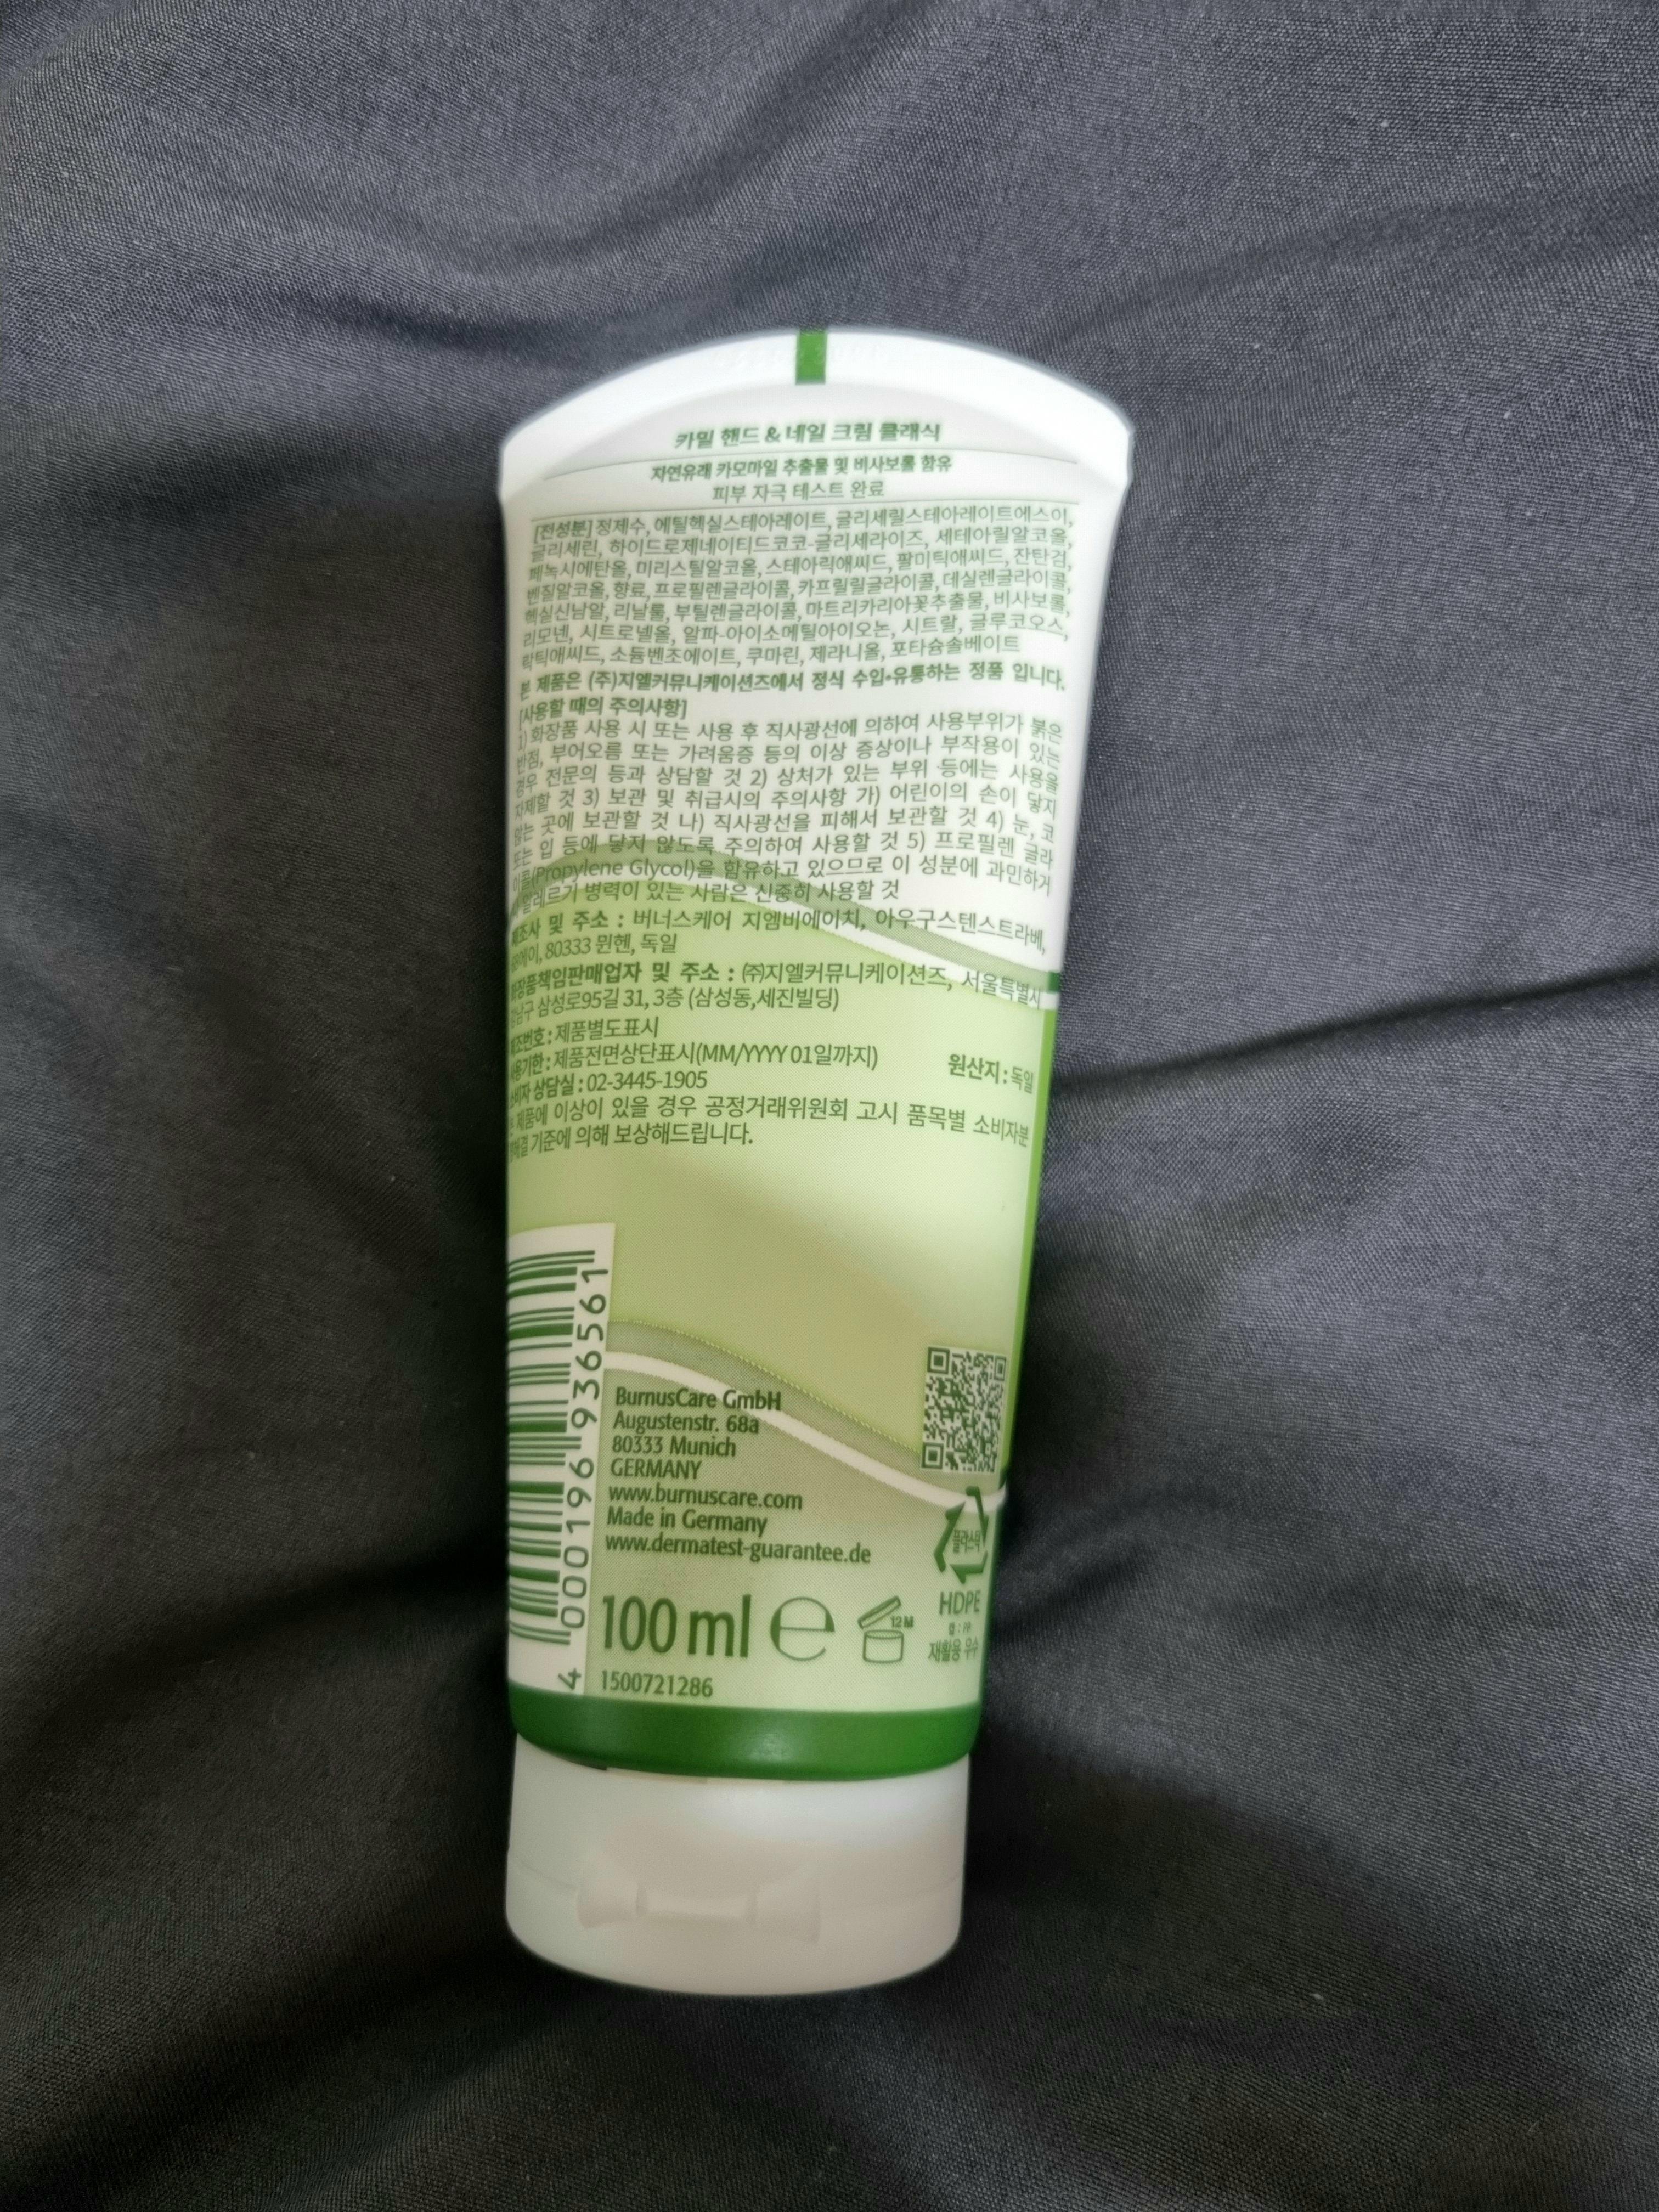 카밀 핸드 & 네일 크림 클래식
자연유래 카모마일 추출물 및 비사보롤 함유
피부 자극 테스트 완료
[전성분] 정제수, 에틸헥실스테아레이트, 글리세릴스테아레이트에스이,
글리세린, 하이드로제네이티드코코-글리세라이즈, 세테아릴알코올,
페녹시에탄올, 미리스틸알코올, 스테아릭애씨드, 팔미틱애씨드, 잔탄검,
벤질알코올, 향료, 프로필렌글라이콜, 카프릴릴글라이콜, 데실렌글라이콜,
헥실신남알, 리날룰, 부틸렌글라이콜, 마트리카리아꽃추출물, 비사보롤,
리모넨, 시트로넬올, 알파-아이소메틸아이오논, 시트랄, 글루코오스,
락틱애씨드, 소듐벤조에이트, 쿠마린, 제라니올, 포타슘솔베이트
본 제품은 (주)지엘커뮤니케이션즈에서 정식 수입•유통하는 정품 입니다.
[사용할 때의 주의사항]
1) 화장품 사용 시 또는 사용 후 직사광선에 의하여 사용부위가 붉은
반점, 부어오름 또는 가려움증 등의 이상 증상이나 부작용이 있는
경우 전문의 등과 상담할 것 2) 상처가 있는 부위 등에는 사용을
자제할 것 3) 보관 및 취급시의 주의사항 가) 어린이의 손이 닿지
않는 곳에 보관할 것 나) 직사광선을 피해서 보관할 것 4) 눈, 코
또는 입 등에 닿지 않도록 주의하여 사용할 것 5) 프로필렌 글라
이콜(Propylene Glycol)을 함유하고 있으므로 이 성분에 과민하거
나 알레르기 병력이 있는 사람은 신중히 사용할 것
제조사 및 주소 : 버너스케어 지엠비에이치, 아우구스텐스트라베,
80333 뮌헨, 독일
화장품책임판매업자 및 주소 : ㈜지엘커뮤니케이션즈, 서울특별시
강남구 삼성로95길 31, 3층 (삼성동,세진빌딩)
제조번호 : 제품별도표시
사용기한 : 제품전면상단표시(MM/YYYY 01일까지) 원산지 : 독일
소비자 상담실 : 02-3445-1905
본 제품에 이상이 있을 경우 공정거래위원회 고시 품목별 소비자분
쟁해결 기준에 의해 보상해드립니다.
4 000196 936561
BurnusCare GmbH
Augustenstr. 68a
80333 Munich
GERMANY
www.burnuscare.com
Made in Germany
www.dermatest-guarantee.de
100 ml e
12 M
플라스틱
HDPE
캡 : PP
재활용 우수
1500721286